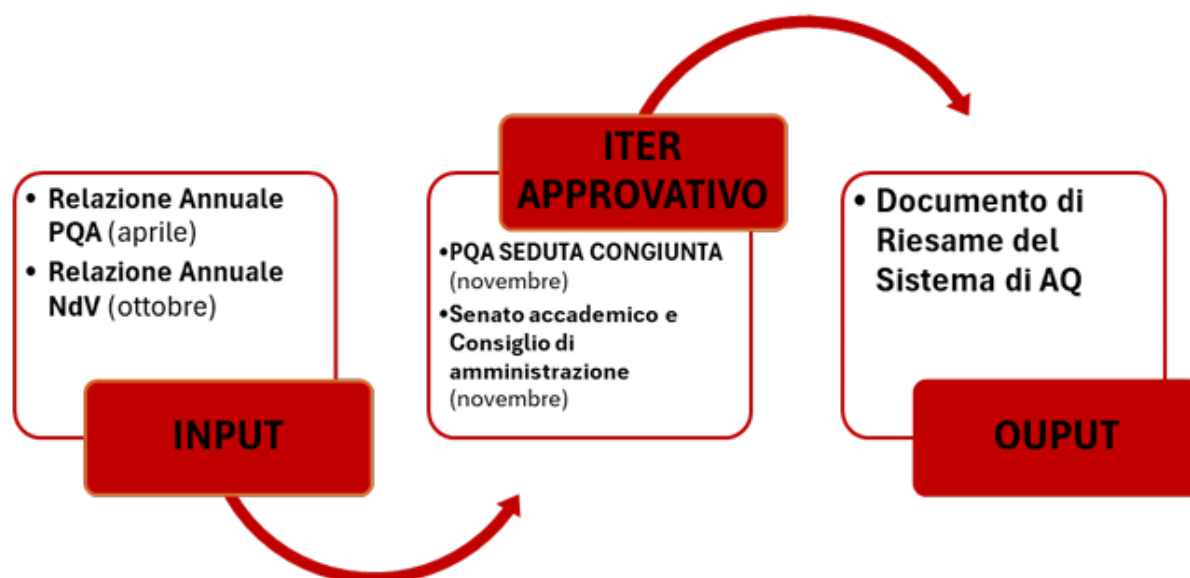 • Relazione Annuale
PQA (aprile)
• Relazione Annuale
NdV (ottobre)
INPUT
ITER
APPROVATIVO
•PQA SEDUTA CONGIUNTA
(novembre)
•Senato accademico e
Consiglio di
amministrazione
(novembre)
• Documento di
Riesame del
Sistema di AQ
OUPUT